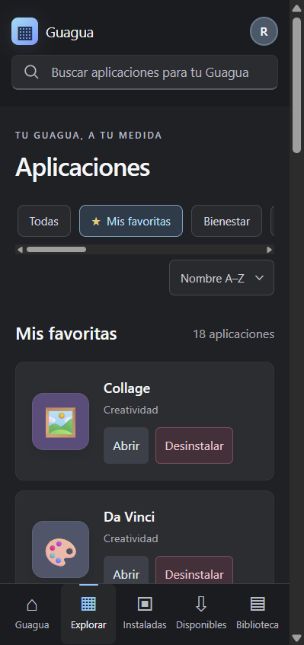 Guagua
R
Buscar aplicaciones para tu Guagua
TU GUAGUA, A TU MEDIDA
Aplicaciones
Todas
★ Mis favoritas
Bienestar
Nombre A–Z
Mis favoritas
18 aplicaciones
Collage
Creatividad
Abrir
Desinstalar
Da Vinci
Creatividad
Abrir
Desinstalar
Guagua
Explorar
Instaladas
Disponibles
Biblioteca